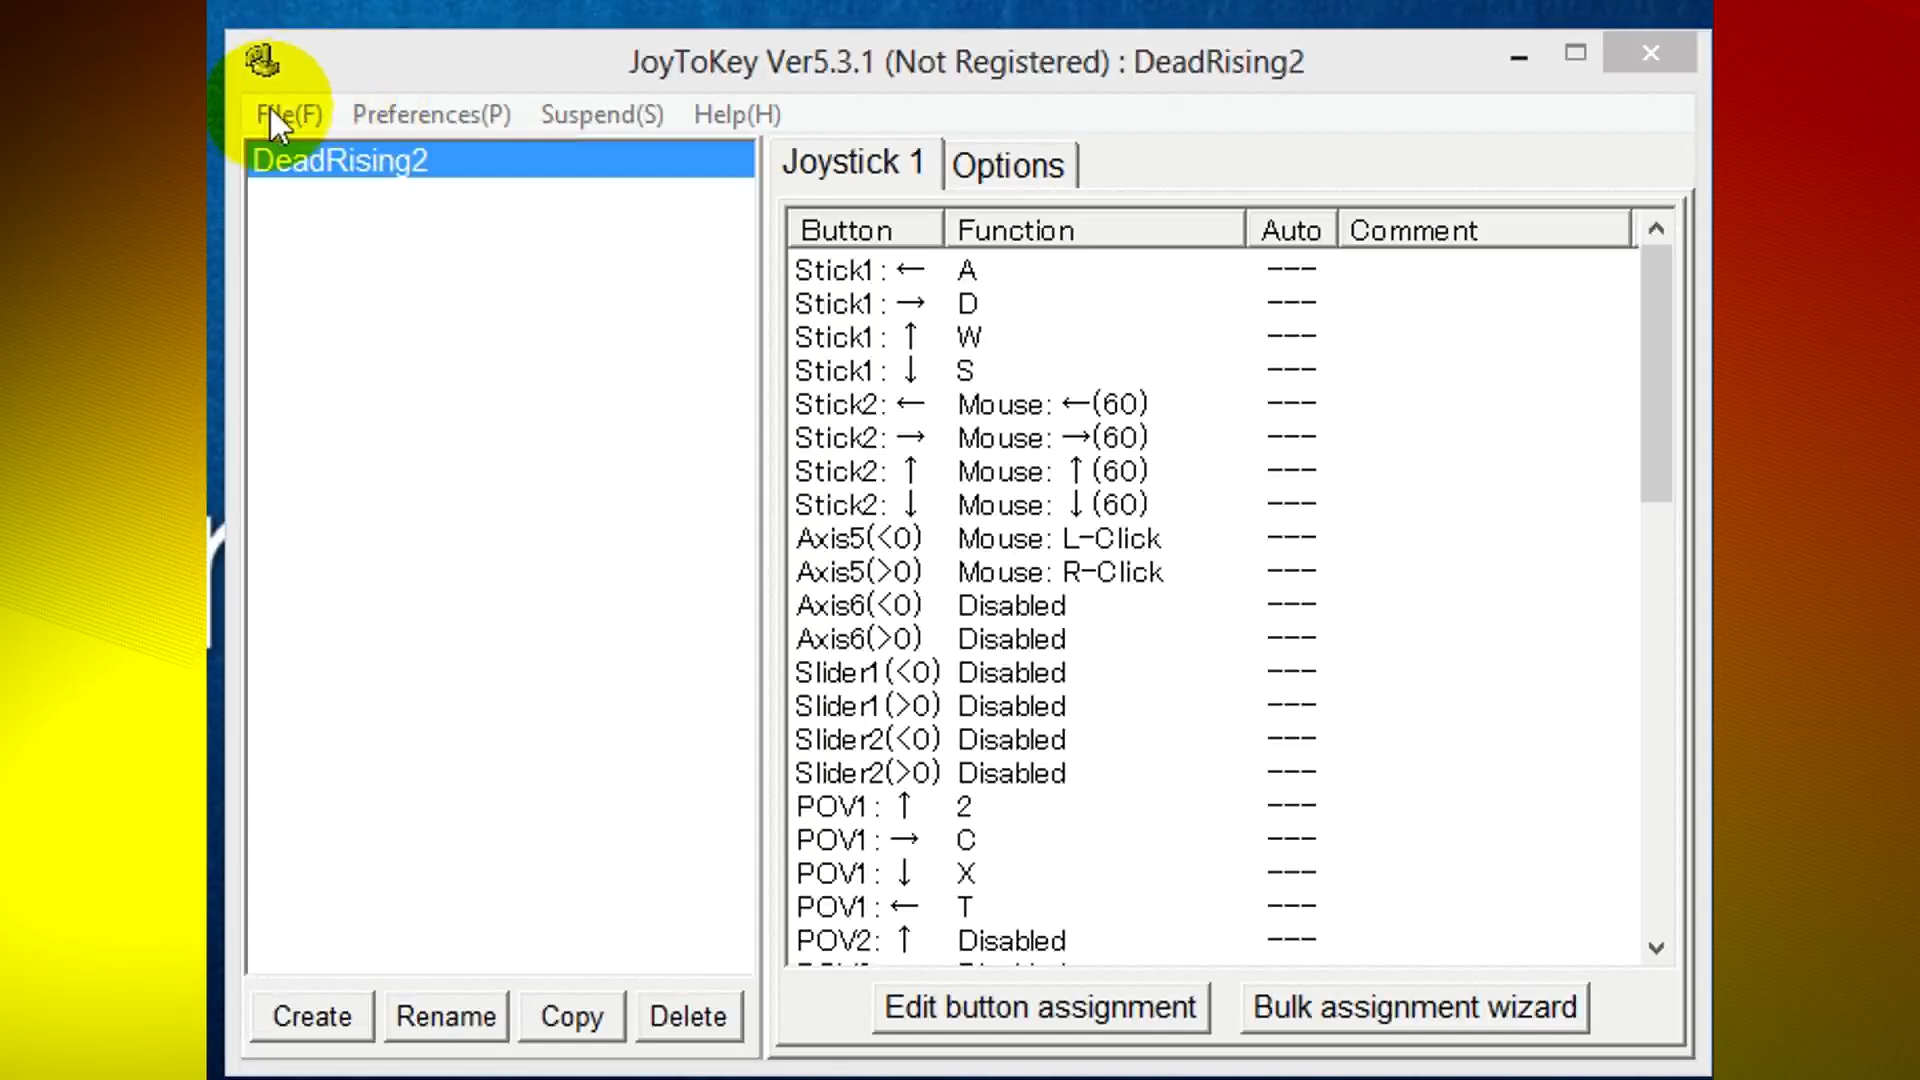 JoyToKey Ver5.3.1 (Not Registered) : DeadRising2
File(F) Preferences(P) Suspend(S) Help(H)
DeadRising2
Joystick 1 Options
Button Function Auto Comment
Stick1 : ← A ---
Stick1 : → D ---
Stick1 : ↑ W ---
Stick1 : ↓ S ---
Stick2: ← Mouse: ←(60) ---
Stick2: → Mouse: →(60) ---
Stick2: ↑ Mouse: ↑(60) ---
Stick2: ↓ Mouse: ↓(60) ---
Axis5(<0) Mouse: L-Click ---
Axis5(>0) Mouse: R-Click ---
Axis6(<0) Disabled ---
Axis6(>0) Disabled ---
Slider1(<0) Disabled ---
Slider1(>0) Disabled ---
Slider2(<0) Disabled ---
Slider2(>0) Disabled ---
POV1 : ↑ 2 ---
POV1 : → C ---
POV1 : ↓ X ---
POV1 : ← T ---
POV2: ↑ Disabled ---
Create Rename Copy Delete
Edit button assignment Bulk assignment wizard